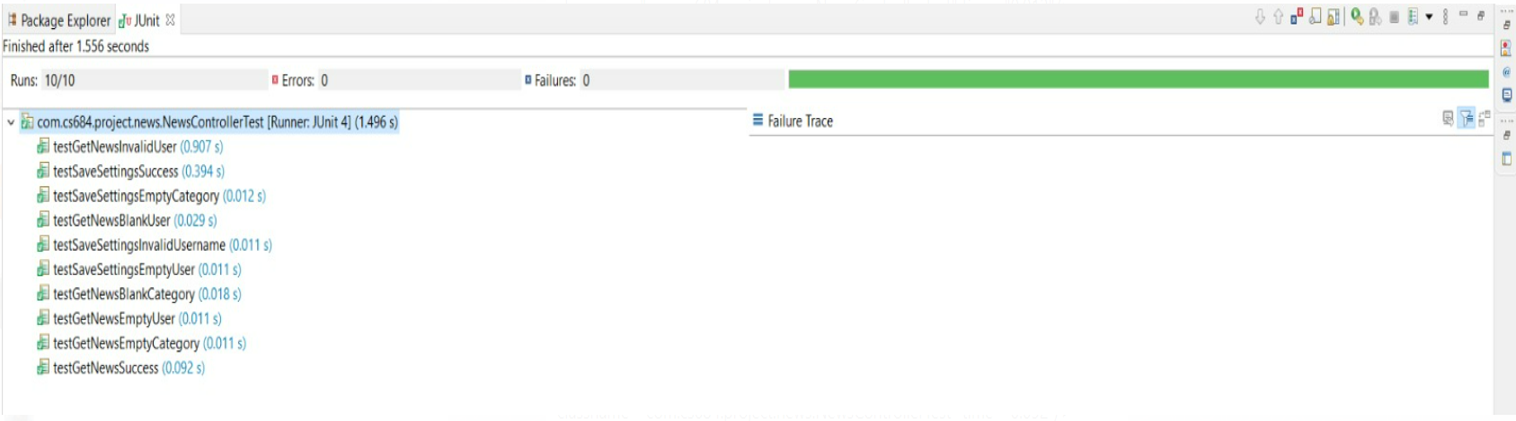 Package Explorer JUnit
Finished after 1.556 seconds
Runs: 10/10 Errors: 0 Failures: 0
com.cs684.project.news.NewsControllerTest [Runner: JUnit 4] (1.496 s)
Failure Trace
testGetNewsInvalidUser (0.907 s)
testSaveSettingsSuccess (0.394 s)
testSaveSettingsEmptyCategory (0.012 s)
testGetNewsBlankUser (0.029 s)
testSaveSettingsInvalidUsername (0.011 s)
testSaveSettingsEmptyUser (0.011 s)
testGetNewsBlankCategory (0.018 s)
testGetNewsEmptyUser (0.011 s)
testGetNewsEmptyCategory (0.011 s)
testGetNewsSuccess (0.092 s)